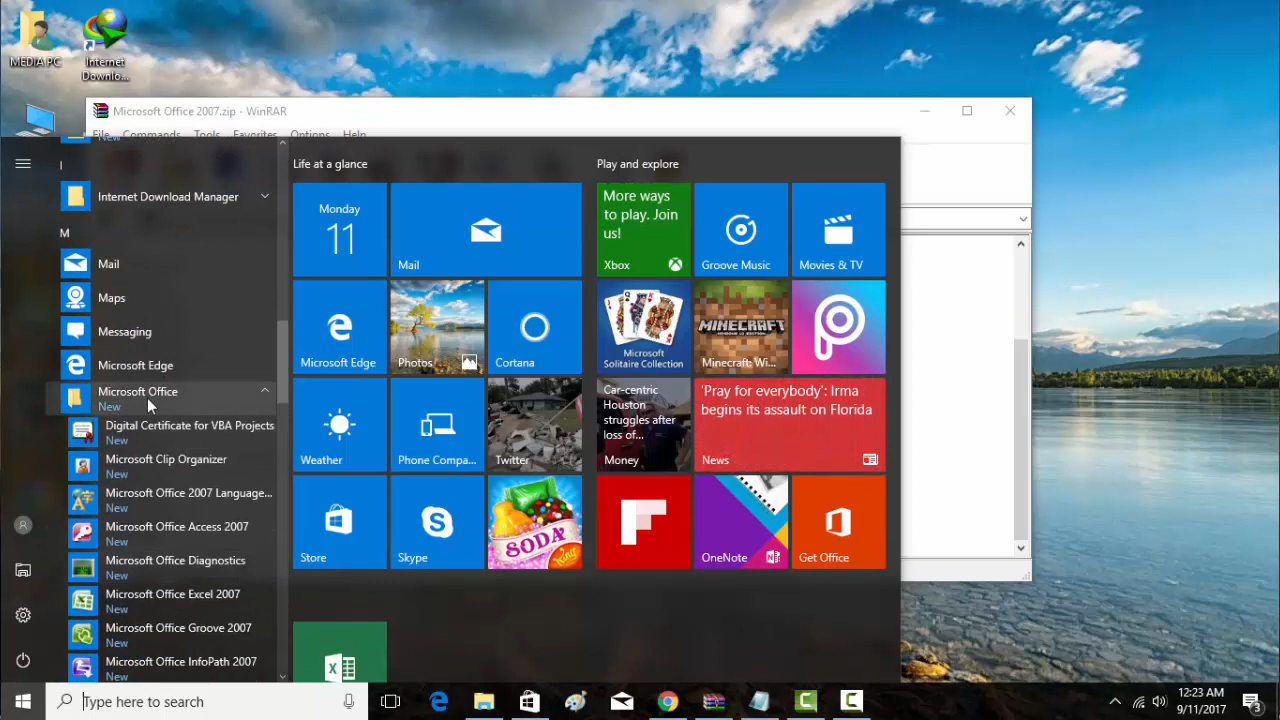 MEDIA PC
Internet
Downlo...
Microsoft Office 2007.zip - WinRAR
File Commands Tools Favorites Options Help
New
I
Internet Download Manager
M
Mail
Maps
Messaging
Microsoft Edge
Microsoft Office
New
Digital Certificate for VBA Projects
New
Microsoft Clip Organizer
New
Microsoft Office 2007 Language...
New
Microsoft Office Access 2007
New
Microsoft Office Diagnostics
New
Microsoft Office Excel 2007
New
Microsoft Office Groove 2007
New
Microsoft Office InfoPath 2007
New
Life at a glance
Monday
11
Mail
Microsoft Edge
Photos
Cortana
Weather
Phone Compa...
Twitter
Store
Skype
SODA
King
Play and explore
More ways
to play. Join
us!
Xbox
Groove Music
Movies & TV
Microsoft
Solitaire Collection
MINECRAFT
Minecraft: Wi...
Car-centric
Houston
struggles after
loss of...
Money
'Pray for everybody': Irma
begins its assault on Florida
News
OneNote
Get Office
Type here to search
12:23 AM
9/11/2017
3